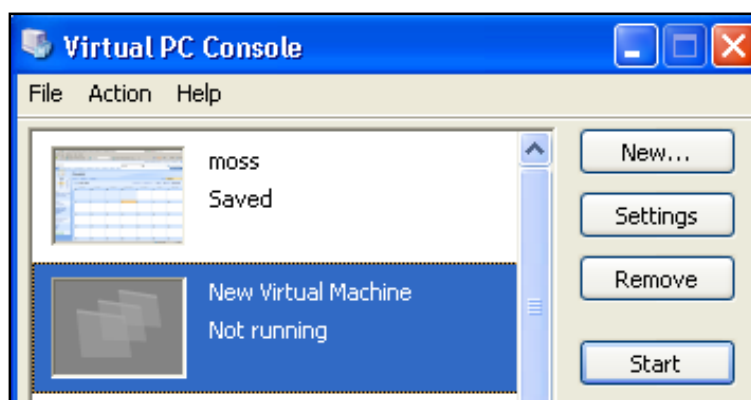 Virtual PC Console
File Action Help
moss
Saved
New Virtual Machine
Not running
New...
Settings
Remove
Start